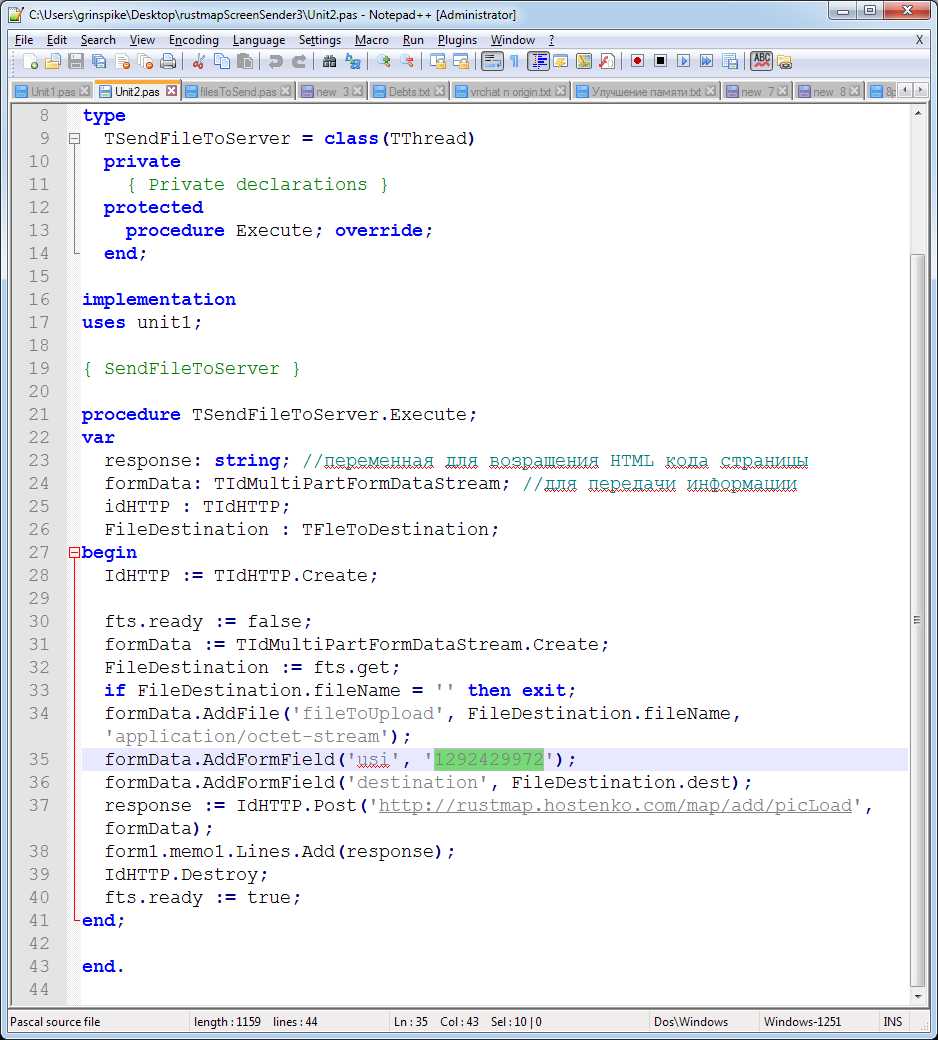 C:\Users\grinspike\Desktop\rustmapScreenSender3\Unit2.pas - Notepad++ [Administrator]
File Edit Search View Encoding Language Settings Macro Run Plugins Window ? X
Unit1.pas Unit2.pas filesToSend.pas new 3 Debts.txt vrchat n origin.txt Улучшение памяти.txt new 7 new 8 8р
8 type
9 TSendFileToServer = class(TThread)
10 private
11 { Private declarations }
12 protected
13 procedure Execute; override;
14 end;
15
16 implementation
17 uses unit1;
18
19 { SendFileToServer }
20
21 procedure TSendFileToServer.Execute;
22 var
23 response: string; //переменная для возрашения HTML кола страницы
24 formData: TIdMultiPartFormDataStream; //для передачи информации
25 idHTTP : TIdHTTP;
26 FileDestination : TFleToDestination;
27 begin
28 IdHTTP := TIdHTTP.Create;
29
30 fts.ready := false;
31 formData := TIdMultiPartFormDataStream.Create;
32 FileDestination := fts.get;
33 if FileDestination.fileName = '' then exit;
34 formData.AddFile('fileToUpload', FileDestination.fileName,
'application/octet-stream');
35 formData.AddFormField('usi', '1292429972');
36 formData.AddFormField('destination', FileDestination.dest);
37 response := IdHTTP.Post('http://rustmap.hostenko.com/map/add/picLoad',
formData);
38 form1.memo1.Lines.Add(response);
39 IdHTTP.Destroy;
40 fts.ready := true;
41 end;
42
43 end.
44
Pascal source file length : 1159 lines : 44 Ln : 35 Col : 43 Sel : 10 | 0 Dos\Windows Windows-1251 INS